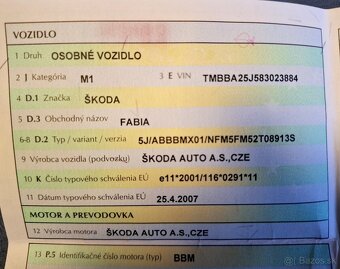 VOZIDLO
1 Druh OSOBNÉ VOZIDLO
2 J Kategória M1 3 E VIN TMBBA25J583023884
4 D.1 Značka ŠKODA
5 D.3 Obchodný názov FABIA
6-8 D.2 Typ / variant / verzia 5J/ABBBMX01/NFM5FM52T08913S
9 Výrobca vozidla (podvozku) ŠKODA AUTO A.S.,CZE
10 K Číslo typového schválenia EÚ e11*2001/116*0291*11
11 Dátum typového schválenia EÚ 25.4.2007
MOTOR A PREVODOVKA
12 Výrobca motora ŠKODA AUTO A.S.,CZE
13 P.5 Identifikačné číslo motora (typ) BBM
Bazos.sk